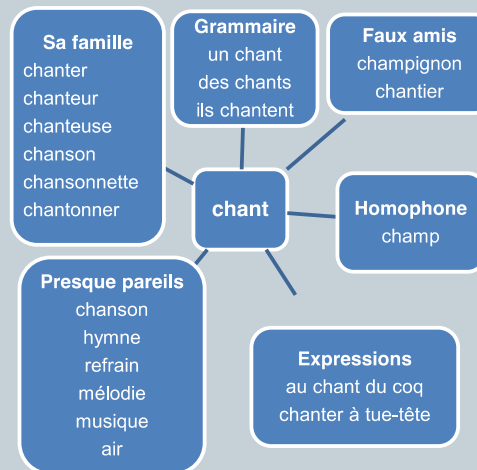 Sa famille
chanter
chanteur
chanteuse
chanson
chansonnette
chantonner
Grammaire
un chant
des chants
ils chantent
Faux amis
champignon
chantier
chant
Homophone
champ
Presque pareils
chanson
hymne
refrain
mélodie
musique
air
Expressions
au chant du coq
chanter à tue-tête